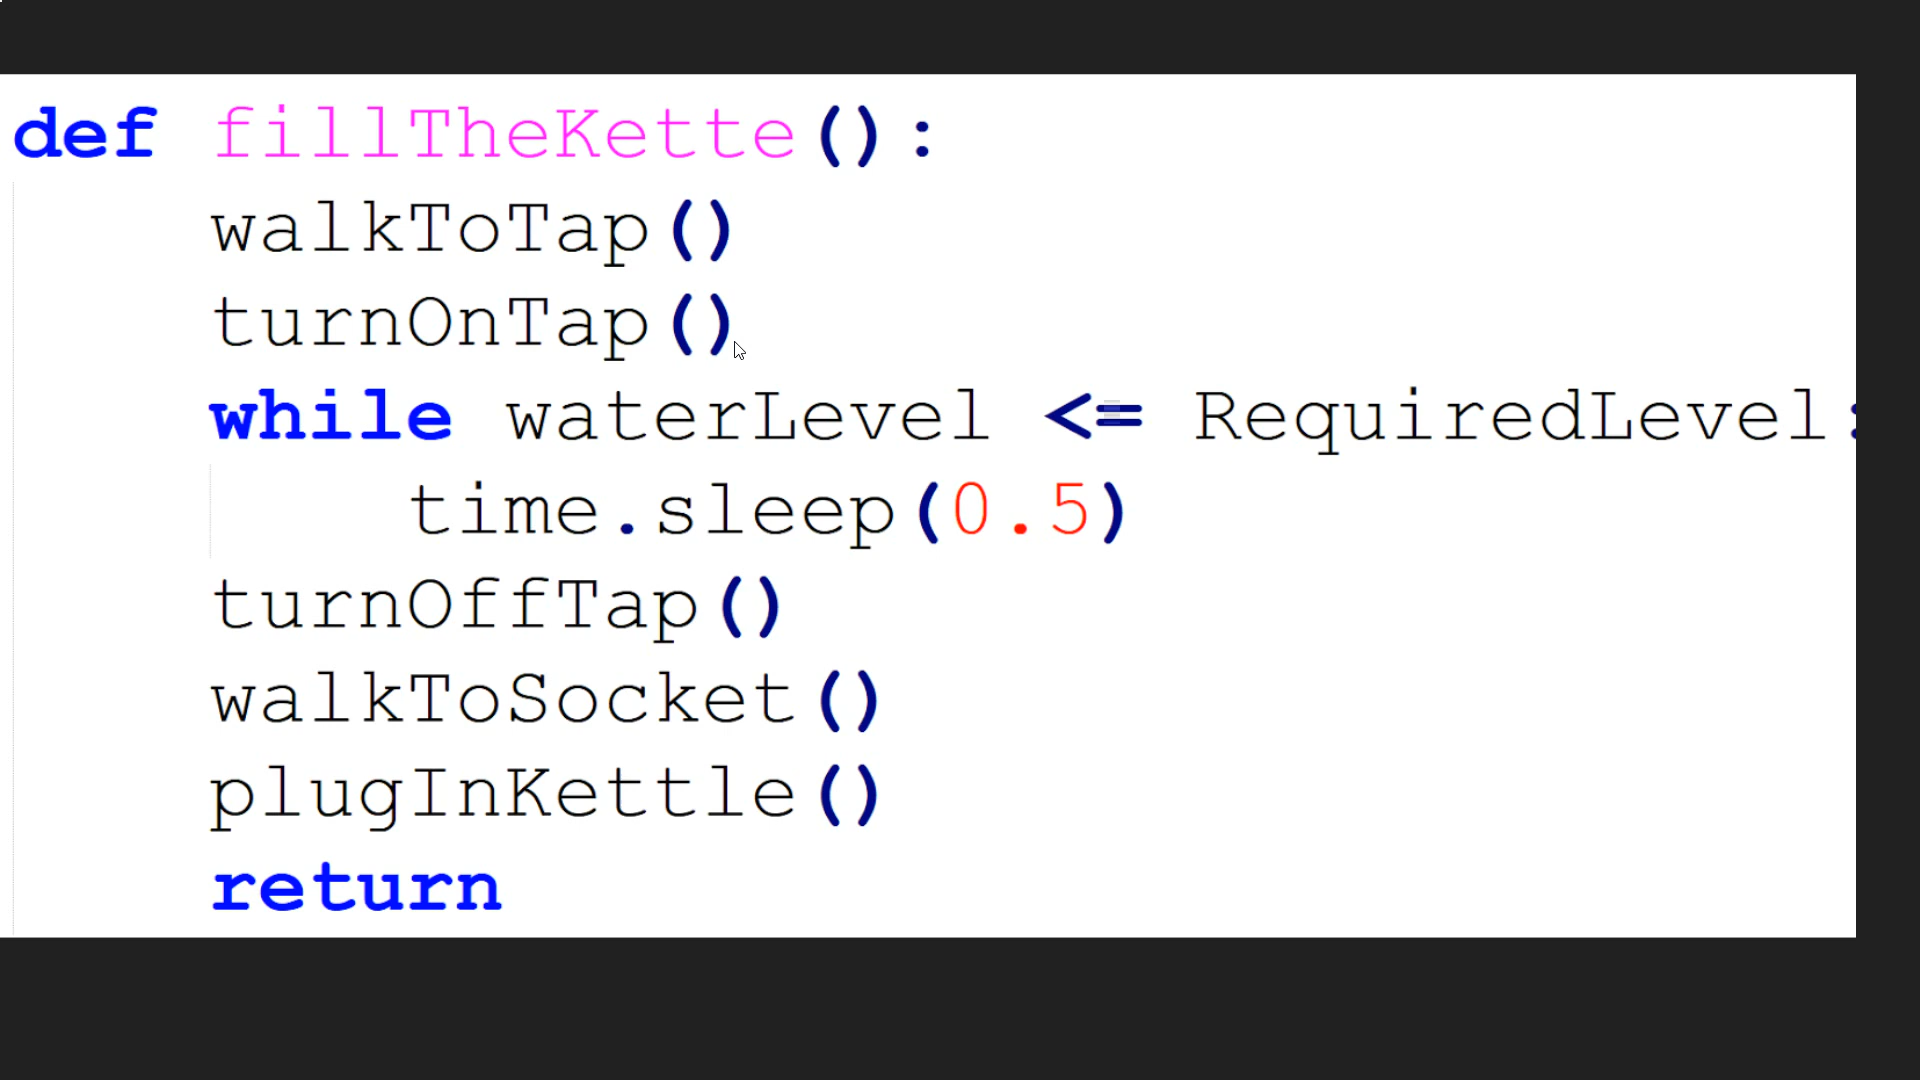 def fillTheKette():
walkToTap()
turnOnTap()
while waterLevel <= RequiredLevel:
time.sleep(0.5)
turnOffTap()
walkToSocket()
plugInKettle()
return